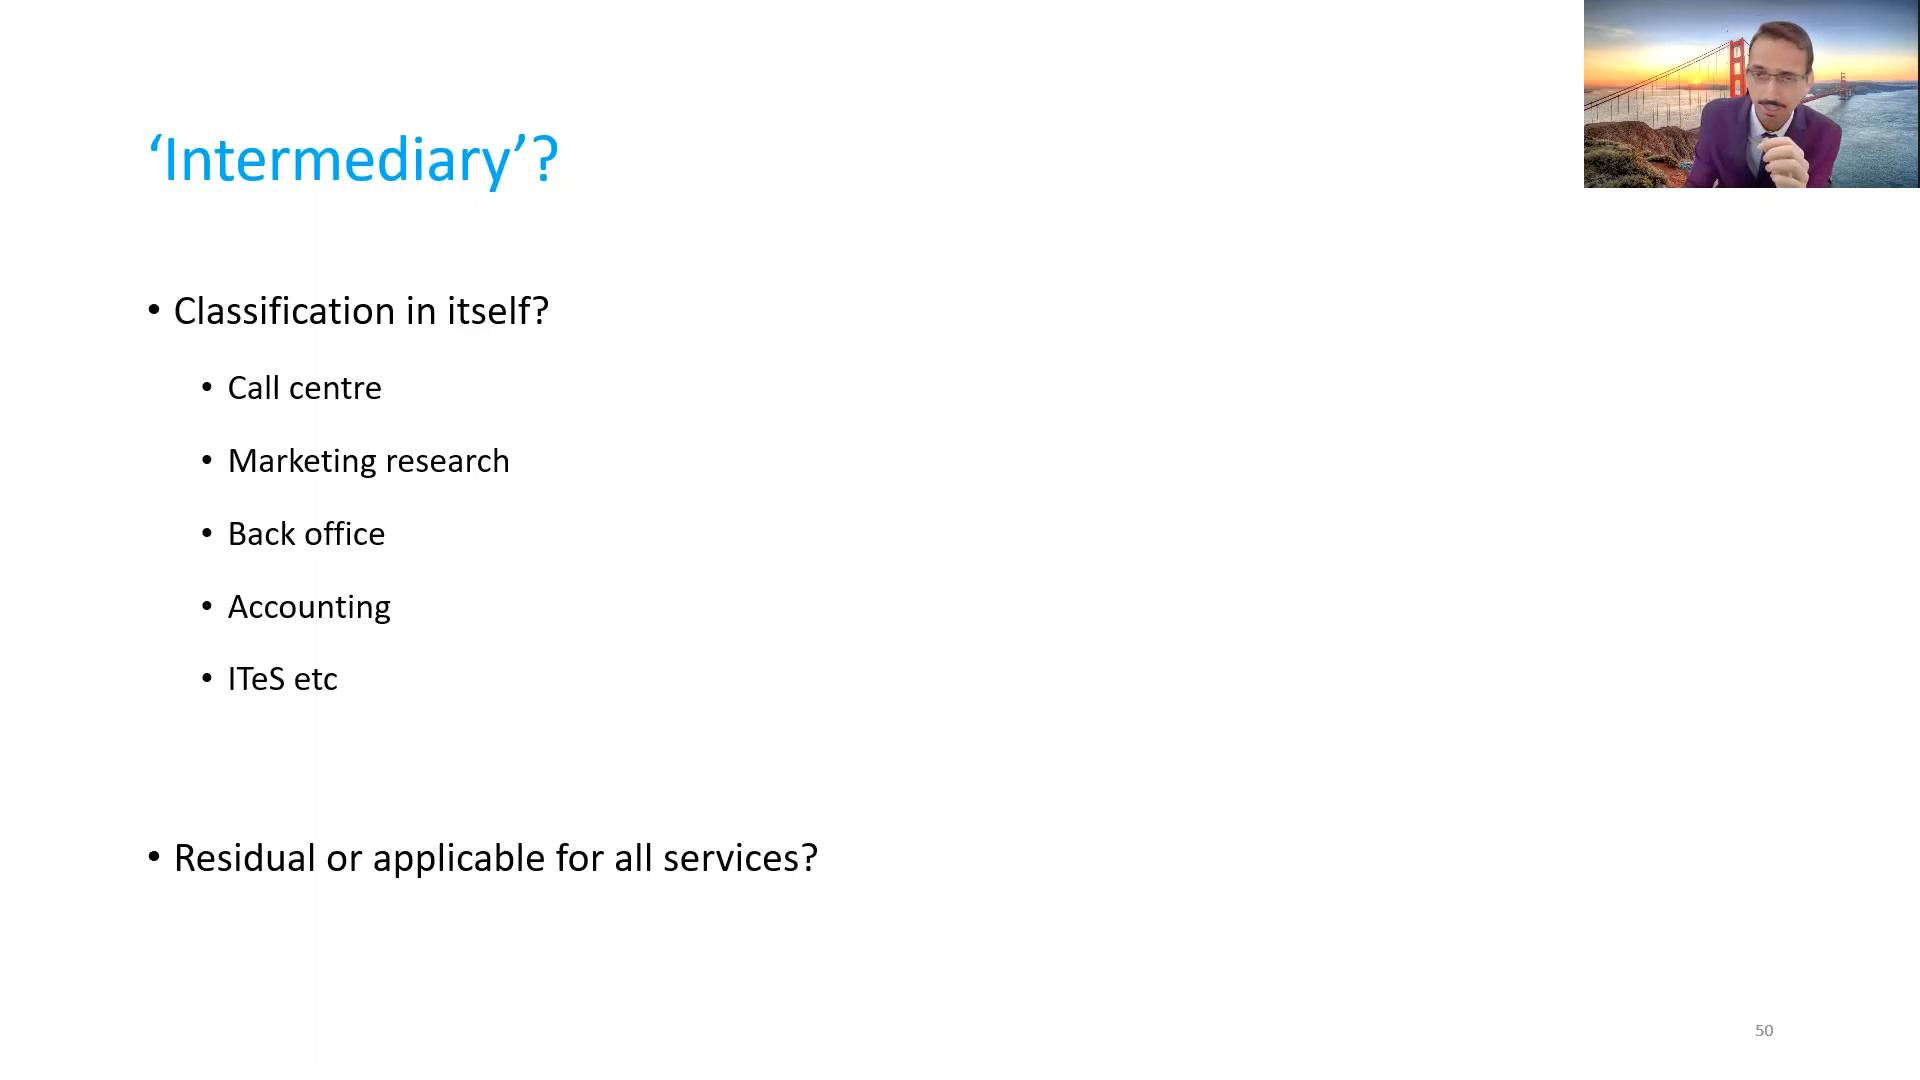 ‘Intermediary’?
• Classification in itself?
• Call centre
• Marketing research
• Back office
• Accounting
• ITeS etc
• Residual or applicable for all services?
50